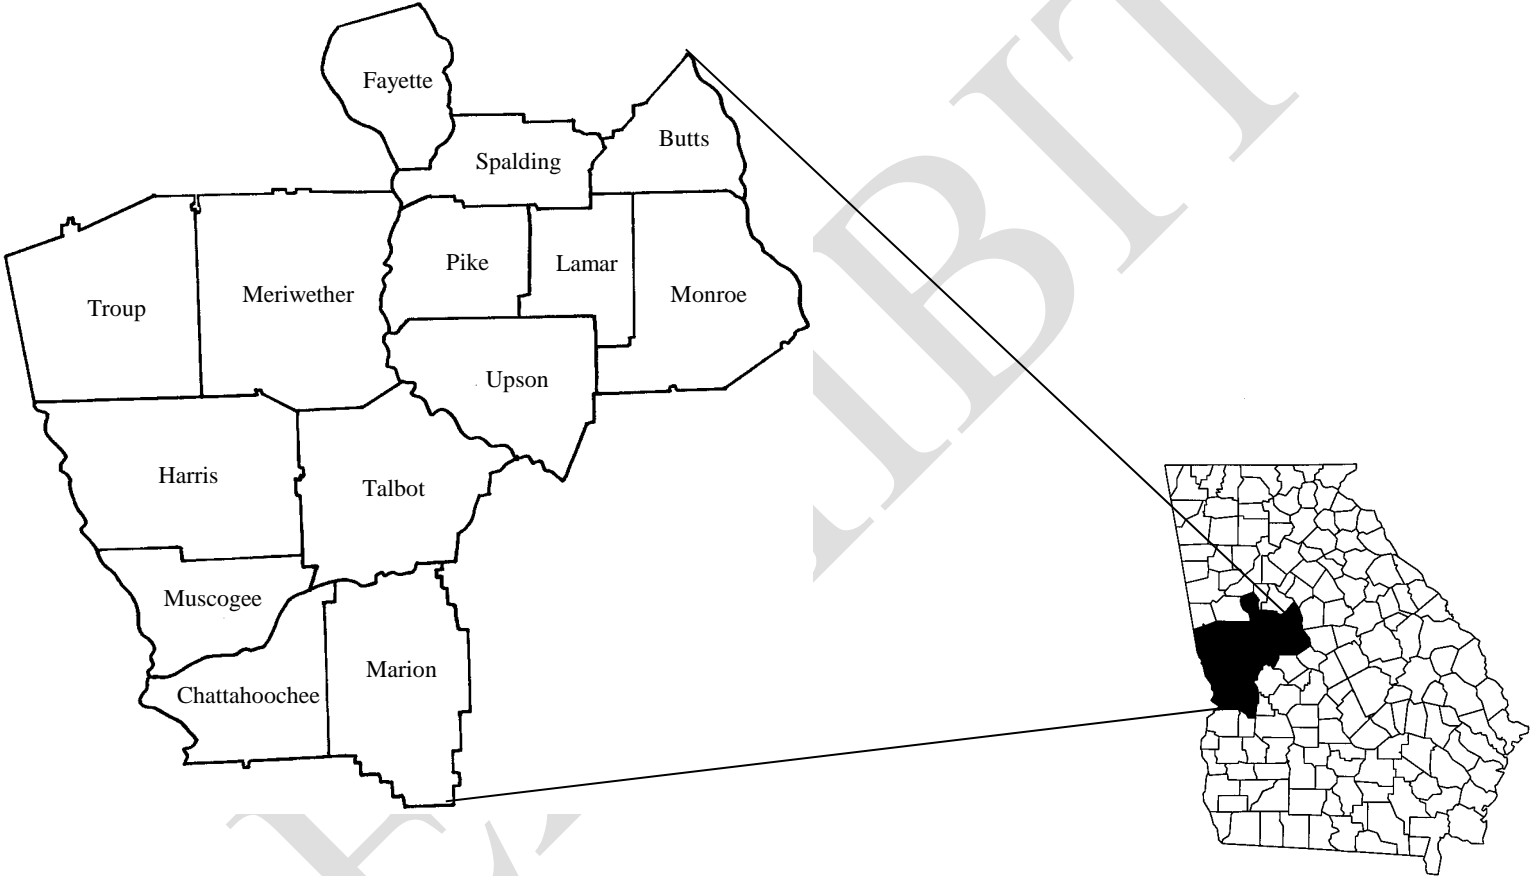 Fayette
Butts
Spalding
Pike
Lamar
Monroe
Meriwether
Troup
Upson
Harris
Talbot
Muscogee
Marion
Chattahoochee